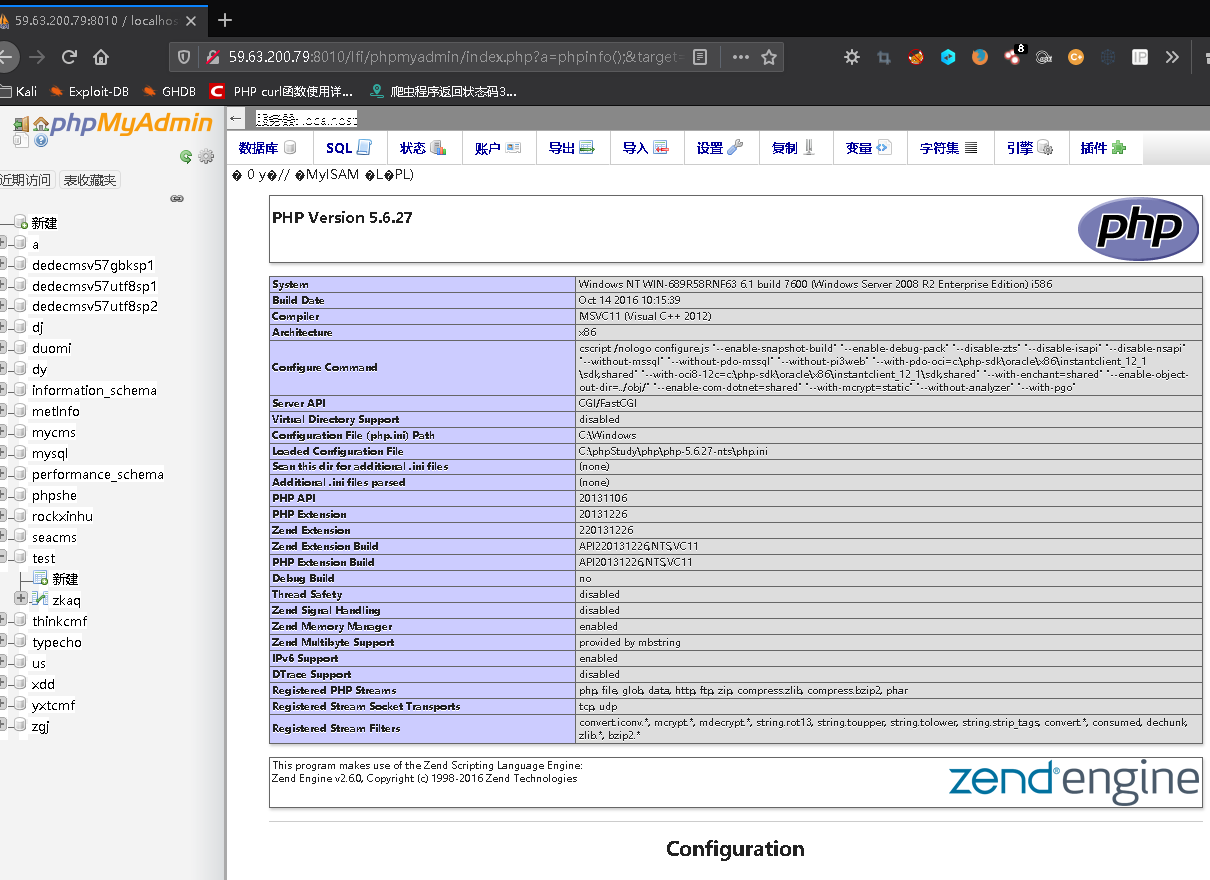 59.63.200.79:8010 / localhos
59.63.200.79:8010/lfi/phpmyadmin/index.php?a=phpinfo();&target=
8
IP
Kali
Exploit-DB
GHDB
PHP curl函数使用详...
爬虫程序返回状态码3...
phpMyAdmin
近期访问
表收藏夹
新建
a
dedecmsv57gbksp1
dedecmsv57utf8sp1
dedecmsv57utf8sp2
dj
duomi
dy
information_schema
metinfo
mycms
mysql
performance_schema
phpshe
rockxinhu
seacms
test
新建
zkaq
thinkcmf
typecho
us
xdd
yxtcmf
zgj
服务器: localhost
数据库
SQL
状态
账户
导出
导入
设置
复制
变量
字符集
引擎
插件
� 0 y�// �MyISAM �L�PL)
PHP Version 5.6.27
php
System Windows NT WIN-689R58RNF63 6.1 build 7600 (Windows Server 2008 R2 Enterprise Edition) i586
Build Date Oct 14 2016 10:15:39
Compiler MSVC11 (Visual C++ 2012)
Architecture x86
Configure Command cscript /nologo configure.js "--enable-snapshot-build" "--enable-debug-pack" "--disable-zts" "--disable-isapi" "--disable-nsapi"
"--without-mssql" "--without-pdo-mssql" "--without-pi3web" "--with-pdo-oci=c:\php-sdk\oracle\x86\instantclient_12_1
\sdk,shared" "--with-oci8-12c=c:\php-sdk\oracle\x86\instantclient_12_1\sdk,shared" "--with-enchant=shared" "--enable-object-
out-dir=../obj/" "--enable-com-dotnet=shared" "--with-mcrypt=static" "--without-analyzer" "--with-pgo"
Server API CGI/FastCGI
Virtual Directory Support disabled
Configuration File (php.ini) Path C:\Windows
Loaded Configuration File C:\phpStudy\php\php-5.6.27-nts\php.ini
Scan this dir for additional .ini files (none)
Additional .ini files parsed (none)
PHP API 20131106
PHP Extension 20131226
Zend Extension 220131226
Zend Extension Build API220131226,NTS,VC11
PHP Extension Build API20131226,NTS,VC11
Debug Build no
Thread Safety disabled
Zend Signal Handling disabled
Zend Memory Manager enabled
Zend Multibyte Support provided by mbstring
IPv6 Support enabled
DTrace Support disabled
Registered PHP Streams php, file, glob, data, http, ftp, zip, compress.zlib, compress.bzip2, phar
Registered Stream Socket Transports tcp, udp
Registered Stream Filters convert.iconv.*, mcrypt.*, mdecrypt.*, string.rot13, string.toupper, string.tolower, string.strip_tags, convert.*, consumed, dechunk,
zlib.*, bzip2.*
This program makes use of the Zend Scripting Language Engine:
Zend Engine v2.6.0, Copyright (c) 1998-2016 Zend Technologies
zend® engine
Configuration